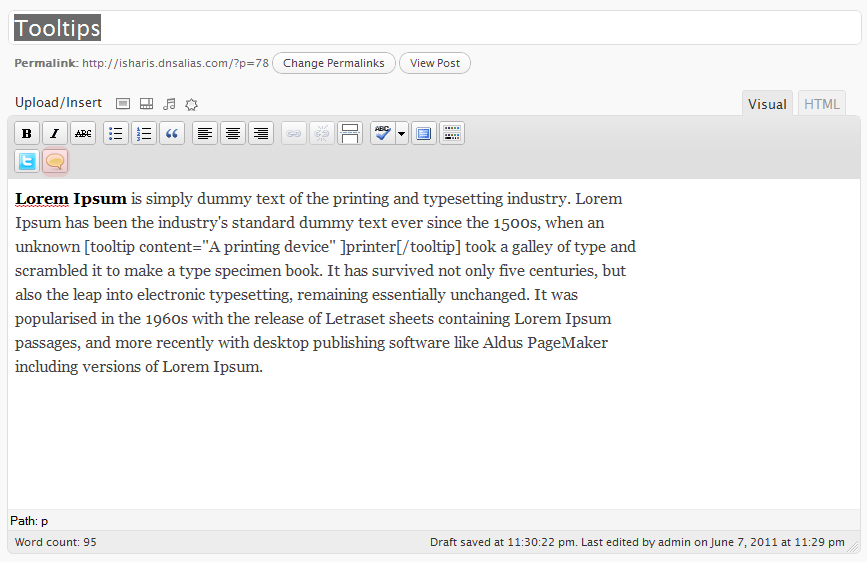 Tooltips
Permalink: http://isharis.dnsalias.com/?p=78 Change Permalinks View Post
Upload/Insert Visual HTML
B I ABC ABC
Lorem Ipsum is simply dummy text of the printing and typesetting industry. Lorem
Ipsum has been the industry's standard dummy text ever since the 1500s, when an
unknown [tooltip content="A printing device" ]printer[/tooltip] took a galley of type and
scrambled it to make a type specimen book. It has survived not only five centuries, but
also the leap into electronic typesetting, remaining essentially unchanged. It was
popularised in the 1960s with the release of Letraset sheets containing Lorem Ipsum
passages, and more recently with desktop publishing software like Aldus PageMaker
including versions of Lorem Ipsum.
Path: p
Word count: 95 Draft saved at 11:30:22 pm. Last edited by admin on June 7, 2011 at 11:29 pm